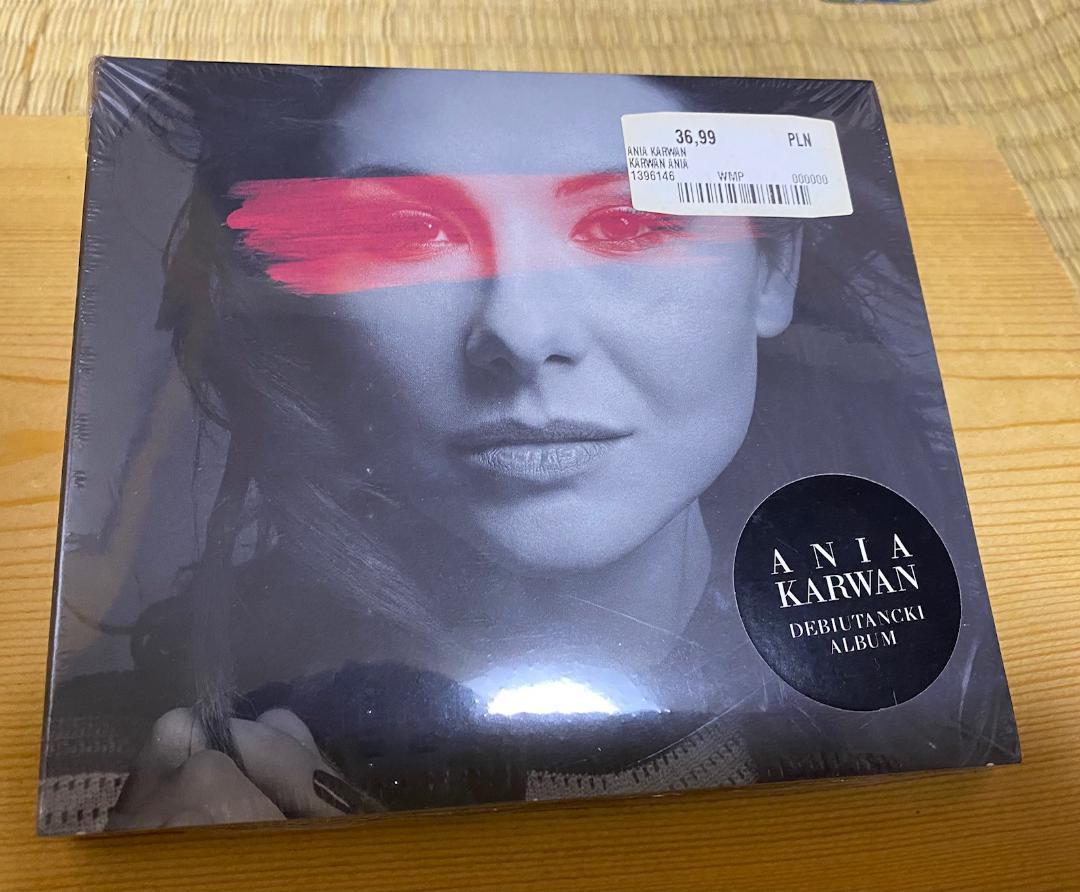 36,99 PLN
ANIA KARWAN
KARWAN ANIA
1396146 WMP 000000
ANIA
KARWAN
DEBIUTANCKI
ALBUM